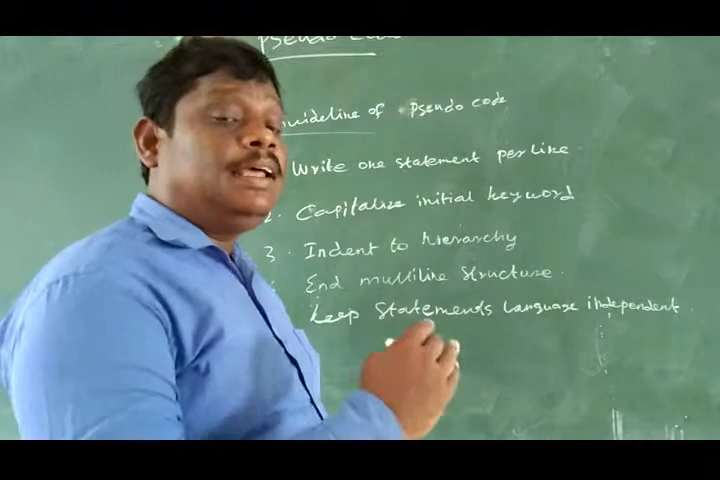 Pseudo Code
Guideline of Pseudo Code
Write one statement per line.
2. Capitalize initial keyword
3. Indent to hierarchy
End multiline structure.
keep statements Language independent.